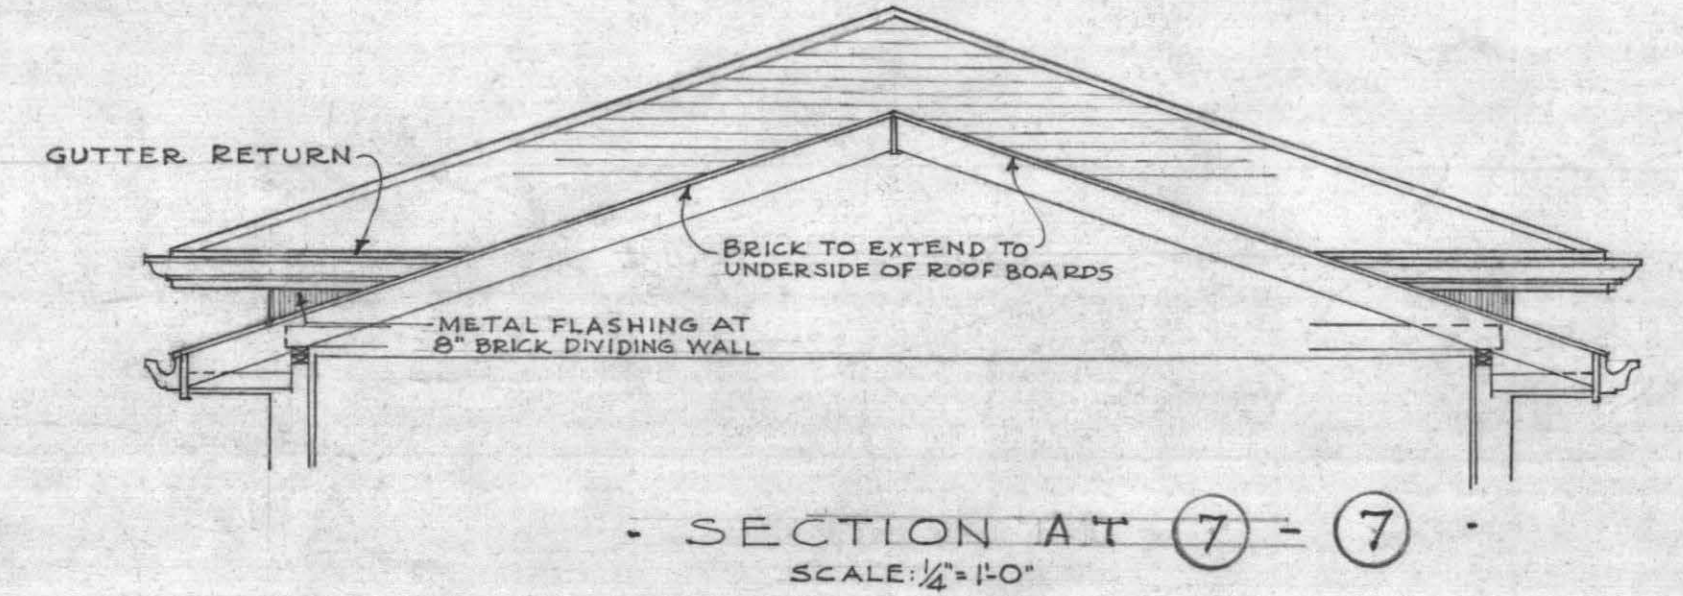 GUTTER RETURN
BRICK TO EXTEND TO
UNDERSIDE OF ROOF BOARDS
METAL FLASHING AT
8" BRICK DIVIDING WALL
- SECTION AT 7 - 7 -
SCALE: 1/4" = 1'-0"